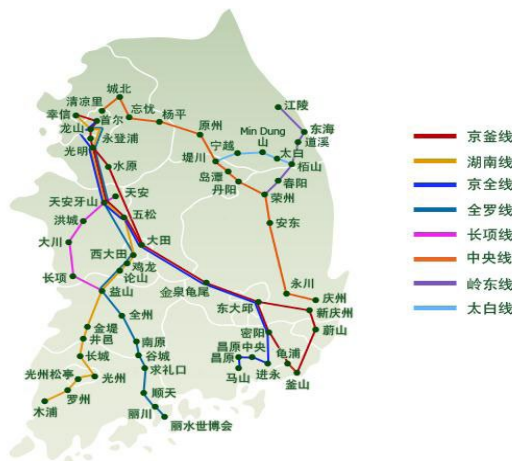 城北
清凉里
忘忧
杨平
幸信
首尔
龙山
永登浦
光明
原州
宁越
Min Dung
山
江陵
东海
道溪
太白
栢山
堤川
岛潭
丹阳
春阳
荣州
水原
天安
天安牙山
五松
安东
洪城
大川
大田
西大田
鸡龙
论山
长项
益山
金泉龟尾
永川
庆州
东大邱
新庆州
蔚山
全州
密阳
龟浦
金堤
井邑
南原
谷城
昌原中央
昌原
长城
求礼口
马山
进永
釜山
光州松亭
光州
罗州
顺天
木浦
丽川
丽水世博会
京釜线
湖南线
京全线
全罗线
长项线
中央线
岭东线
太白线